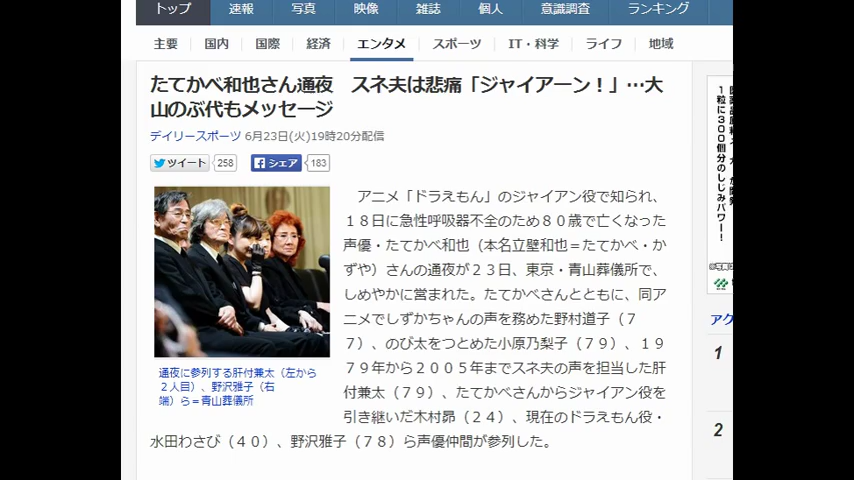 トップ 速報 写真 映像 雑誌 個人 意識調査 ランキング
主要 国内 国際 経済 エンタメ スポーツ IT・科学 ライフ 地域
たてかべ和也さん通夜　スネ夫は悲痛「ジャイアーン！」…大
山のぶ代もメッセージ
デイリースポーツ 6月23日(火)19時20分配信
ツイート 258 シェア 183
アニメ「ドラえもん」のジャイアン役で知られ、
１８日に急性呼吸器不全のため８０歳で亡くなった
声優・たてかべ和也（本名立壁和也＝たてかべ・か
ずや）さんの通夜が２３日、東京・青山葬儀所で、
しめやかに営まれた。たてかべさんとともに、同ア
ニメでしずかちゃんの声を務めた野村道子（７
７）、のび太をつとめた小原乃梨子（７９）、１９
７９年から２００５年までスネ夫の声を担当した肝
付兼太（７９）、たてかべさんからジャイアン役を
引き継いだ木村昴（２４）、現在のドラえもん役・
水田わさび（４０）、野沢雅子（７８）ら声優仲間が参列した。
通夜に参列する肝付兼太（左から
２人目）、野沢雅子（右
端）ら＝青山葬儀所
１粒に３００個分のしじみパワー！
アク
1
2